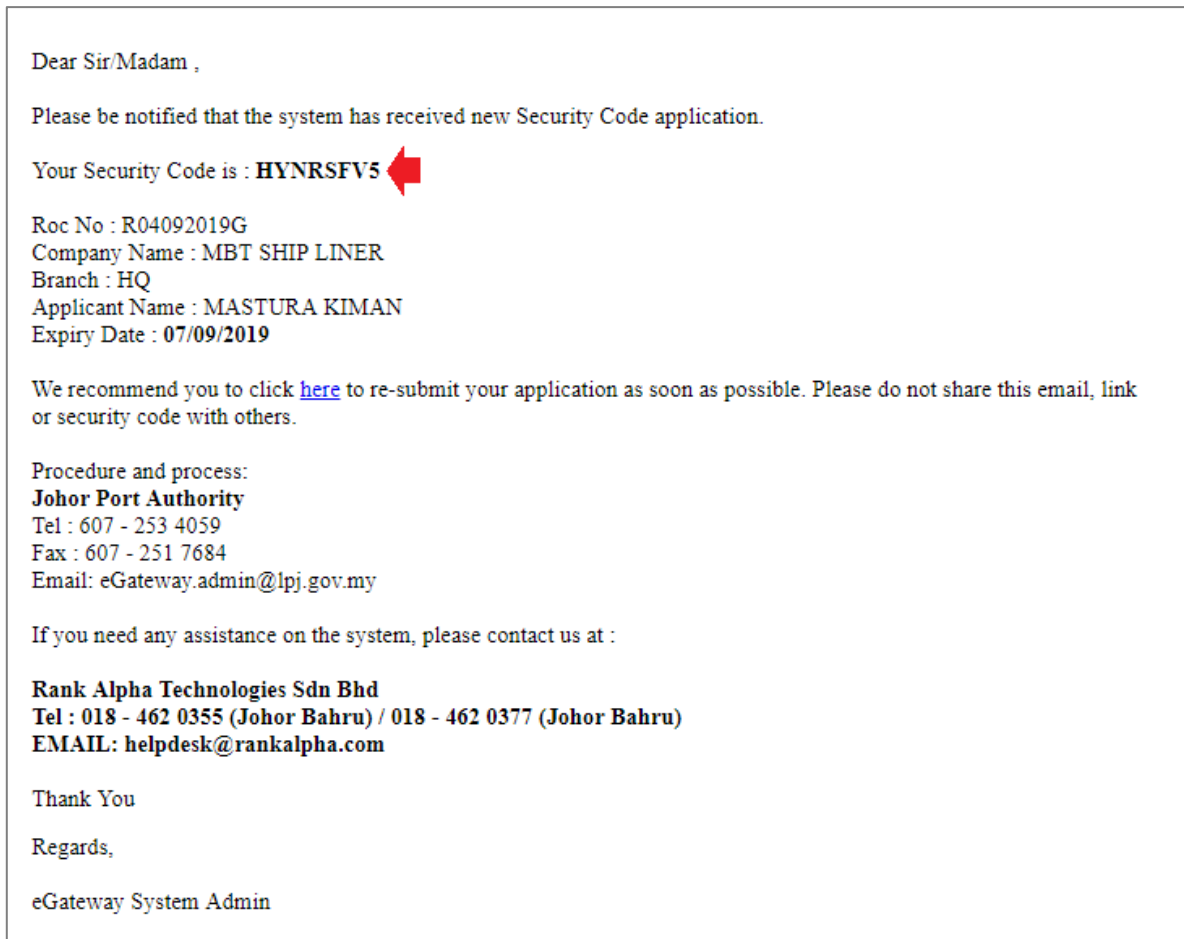 Dear Sir/Madam ,
Please be notified that the system has received new Security Code application.
Your Security Code is : HYNRSFV5
Roc No : R04092019G
Company Name : MBT SHIP LINER
Branch : HQ
Applicant Name : MASTURA KIMAN
Expiry Date : 07/09/2019
We recommend you to click here to re-submit your application as soon as possible. Please do not share this email, link
or security code with others.
Procedure and process:
Johor Port Authority
Tel : 607 - 253 4059
Fax : 607 - 251 7684
Email: eGateway.admin@lpj.gov.my
If you need any assistance on the system, please contact us at :
Rank Alpha Technologies Sdn Bhd
Tel : 018 - 462 0355 (Johor Bahru) / 018 - 462 0377 (Johor Bahru)
EMAIL: helpdesk@rankalpha.com
Thank You
Regards,
eGateway System Admin